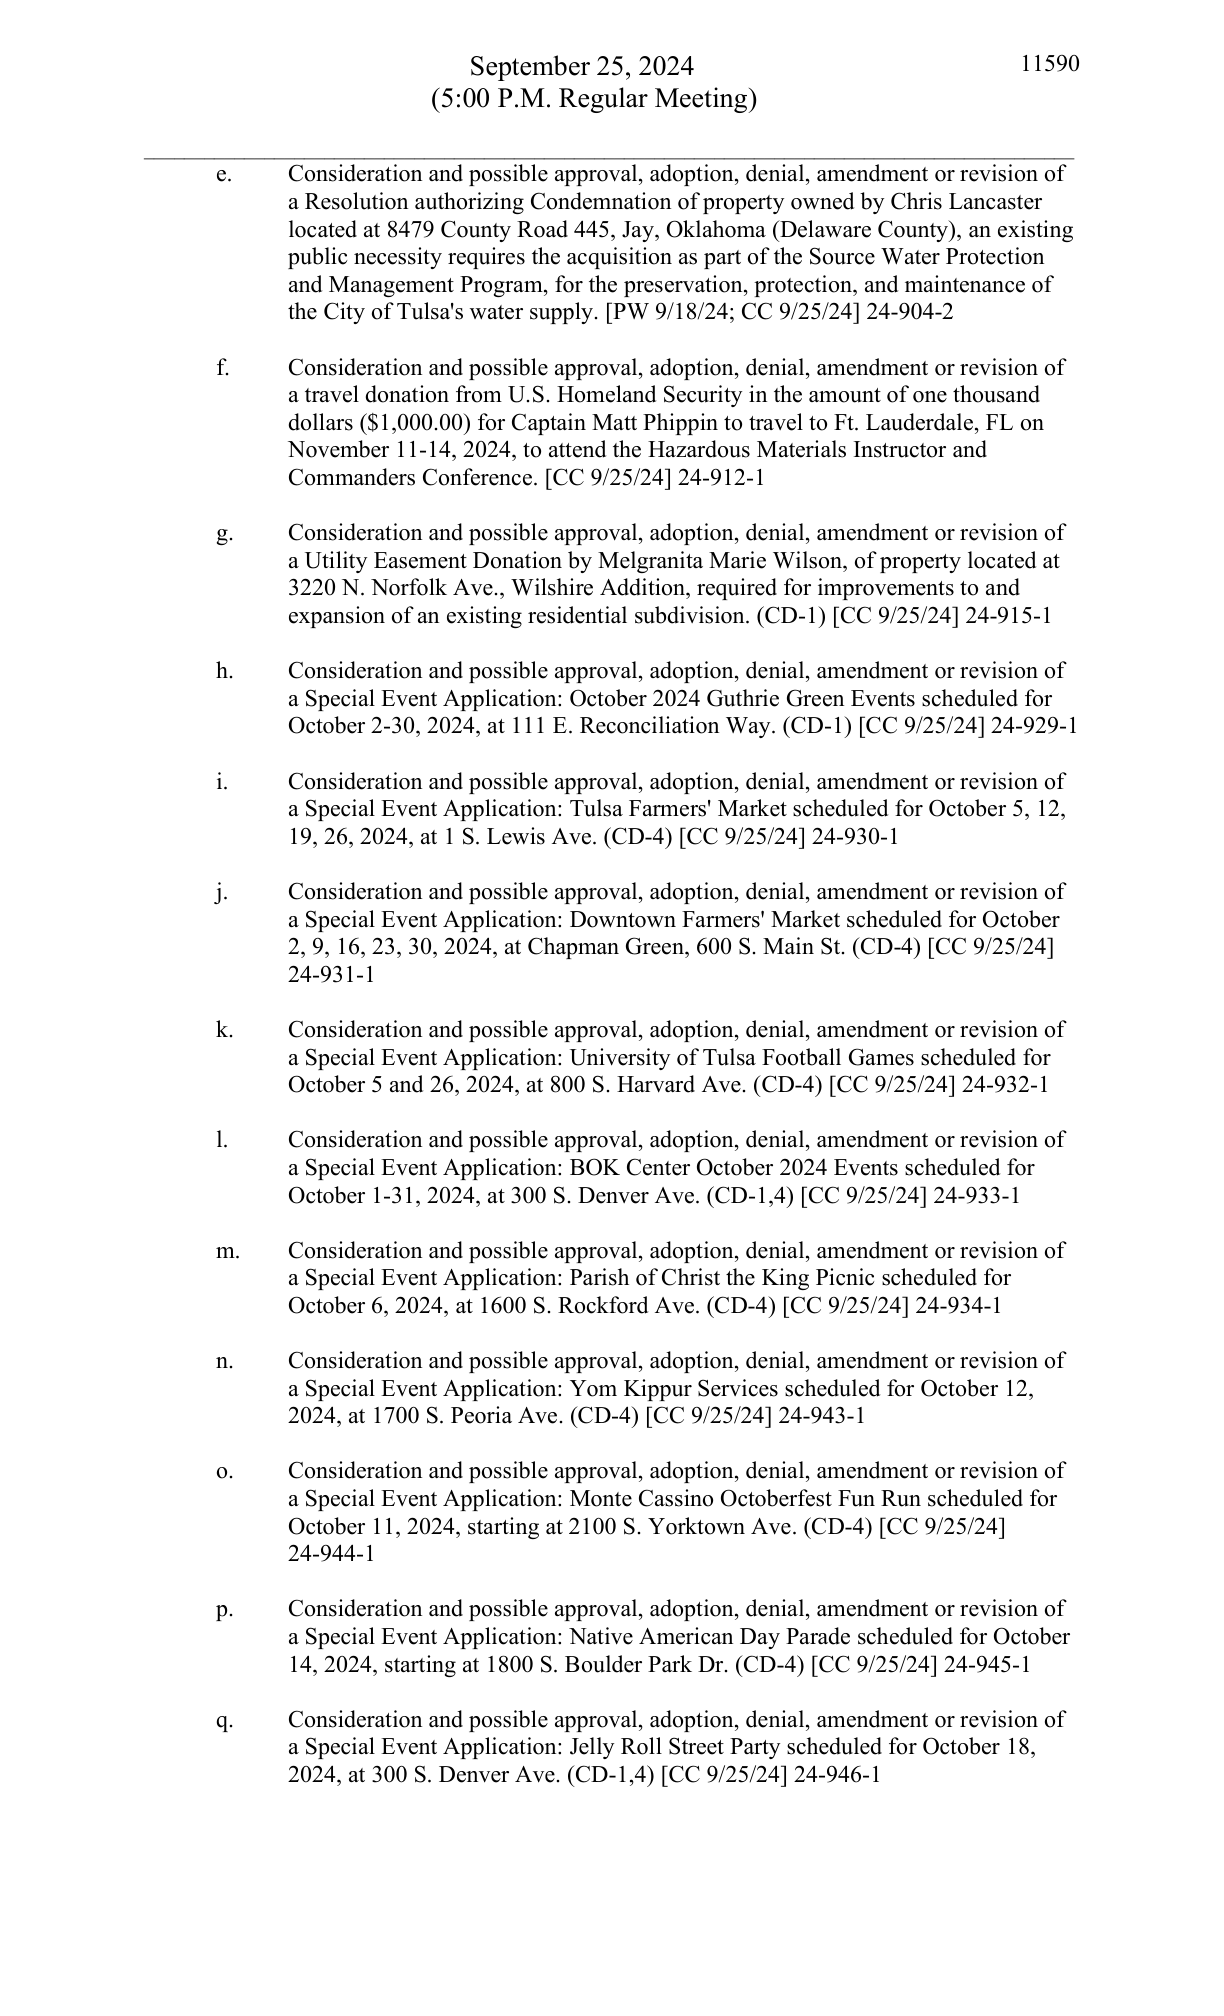 September 25, 2024
11590
(5:00 P.M. Regular Meeting)
e. Consideration and possible approval, adoption, denial, amendment or revision of
a Resolution authorizing Condemnation of property owned by Chris Lancaster
located at 8479 County Road 445, Jay, Oklahoma (Delaware County), an existing
public necessity requires the acquisition as part of the Source Water Protection
and Management Program, for the preservation, protection, and maintenance of
the City of Tulsa's water supply. [PW 9/18/24; CC 9/25/24] 24-904-2
f. Consideration and possible approval, adoption, denial, amendment or revision of
a travel donation from U.S. Homeland Security in the amount of one thousand
dollars ($1,000.00) for Captain Matt Phippin to travel to Ft. Lauderdale, FL on
November 11-14, 2024, to attend the Hazardous Materials Instructor and
Commanders Conference. [CC 9/25/24] 24-912-1
g. Consideration and possible approval, adoption, denial, amendment or revision of
a Utility Easement Donation by Melgranita Marie Wilson, of property located at
3220 N. Norfolk Ave., Wilshire Addition, required for improvements to and
expansion of an existing residential subdivision. (CD-1) [CC 9/25/24] 24-915-1
h. Consideration and possible approval, adoption, denial, amendment or revision of
a Special Event Application: October 2024 Guthrie Green Events scheduled for
October 2-30, 2024, at 111 E. Reconciliation Way. (CD-1) [CC 9/25/24] 24-929-1
i. Consideration and possible approval, adoption, denial, amendment or revision of
a Special Event Application: Tulsa Farmers' Market scheduled for October 5, 12,
19, 26, 2024, at 1 S. Lewis Ave. (CD-4) [CC 9/25/24] 24-930-1
j. Consideration and possible approval, adoption, denial, amendment or revision of
a Special Event Application: Downtown Farmers' Market scheduled for October
2, 9, 16, 23, 30, 2024, at Chapman Green, 600 S. Main St. (CD-4) [CC 9/25/24]
24-931-1
k. Consideration and possible approval, adoption, denial, amendment or revision of
a Special Event Application: University of Tulsa Football Games scheduled for
October 5 and 26, 2024, at 800 S. Harvard Ave. (CD-4) [CC 9/25/24] 24-932-1
l. Consideration and possible approval, adoption, denial, amendment or revision of
a Special Event Application: BOK Center October 2024 Events scheduled for
October 1-31, 2024, at 300 S. Denver Ave. (CD-1,4) [CC 9/25/24] 24-933-1
m. Consideration and possible approval, adoption, denial, amendment or revision of
a Special Event Application: Parish of Christ the King Picnic scheduled for
October 6, 2024, at 1600 S. Rockford Ave. (CD-4) [CC 9/25/24] 24-934-1
n. Consideration and possible approval, adoption, denial, amendment or revision of
a Special Event Application: Yom Kippur Services scheduled for October 12,
2024, at 1700 S. Peoria Ave. (CD-4) [CC 9/25/24] 24-943-1
o. Consideration and possible approval, adoption, denial, amendment or revision of
a Special Event Application: Monte Cassino Octoberfest Fun Run scheduled for
October 11, 2024, starting at 2100 S. Yorktown Ave. (CD-4) [CC 9/25/24]
24-944-1
p. Consideration and possible approval, adoption, denial, amendment or revision of
a Special Event Application: Native American Day Parade scheduled for October
14, 2024, starting at 1800 S. Boulder Park Dr. (CD-4) [CC 9/25/24] 24-945-1
q. Consideration and possible approval, adoption, denial, amendment or revision of
a Special Event Application: Jelly Roll Street Party scheduled for October 18,
2024, at 300 S. Denver Ave. (CD-1,4) [CC 9/25/24] 24-946-1